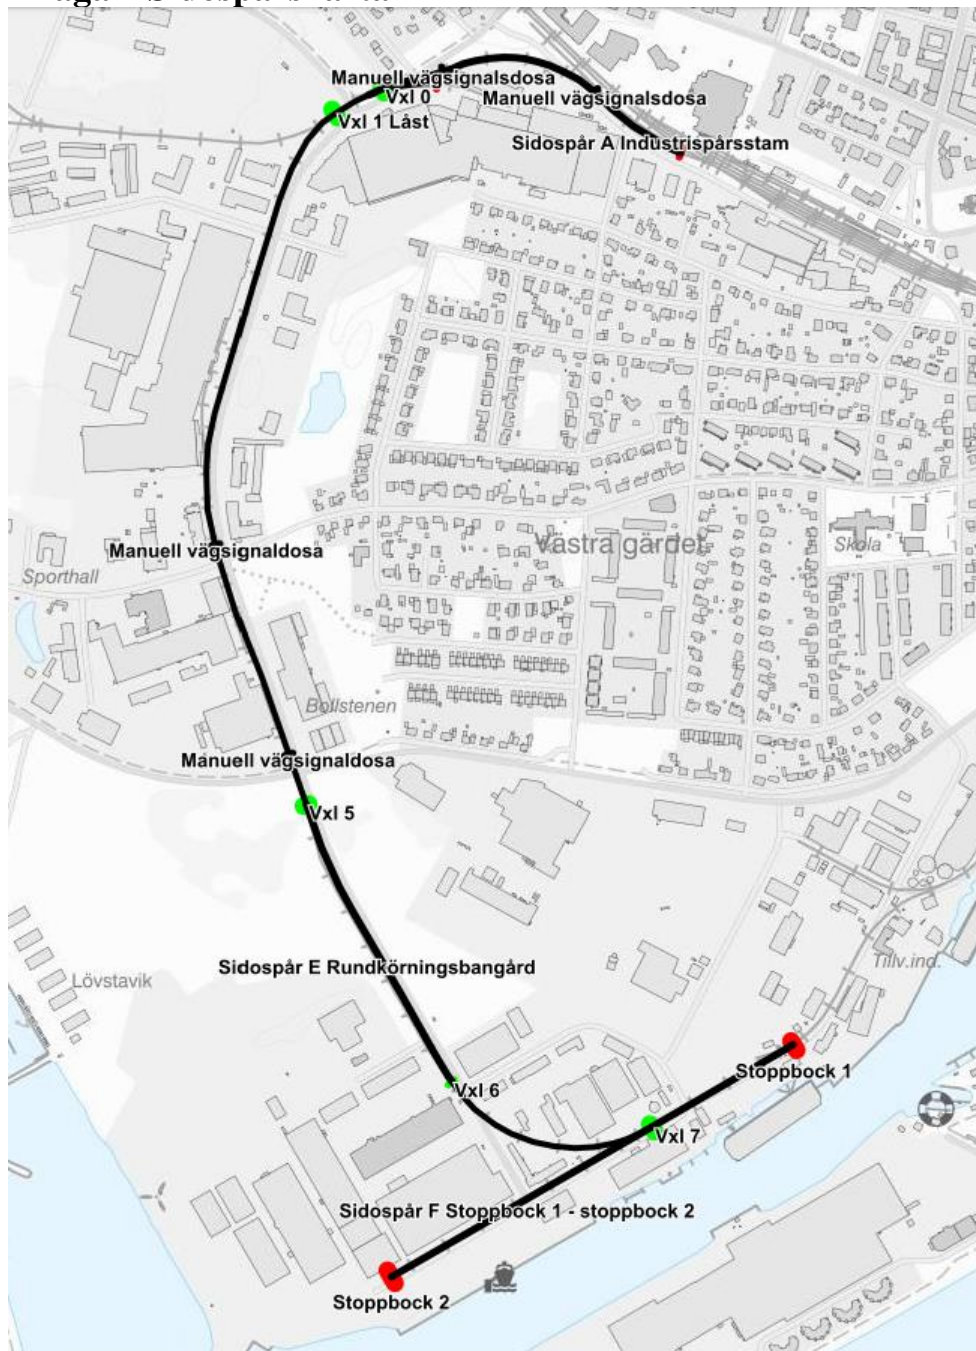 Manuell vägsignalsdosa
Vxl 0
Manuell vägsignalsdosa
Vxl 1 Låst
Sidospår A Industrispårsstam
Västra gärdet
Skola
Manuell vägsignaldosa
Sporthall
Bollstenen
Manuell vägsignaldosa
Vxl 5
Sidospår E Rundkörningsbangård
Tillv.ind.
Lövstavik
Stoppbock 1
Vxl 6
Vxl 7
Sidospår F Stoppbock 1 - stoppbock 2
Stoppbock 2